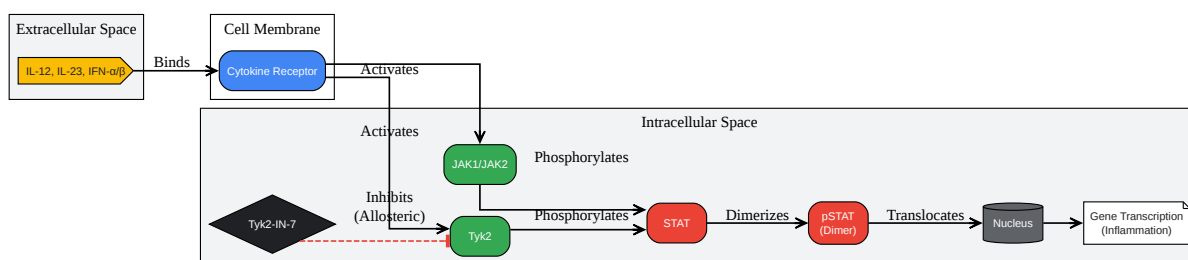 Extracellular Space
Cell Membrane
IL-12, IL-23, IFN-α/β
Binds
Cytokine Receptor
Activates
Intracellular Space
Activates
JAK1/JAK2
Phosphorylates
Tyk2-IN-7
Inhibits
(Allosteric)
Tyk2
Phosphorylates
STAT
Dimerizes
pSTAT
(Dimer)
Translocates
Nucleus
Gene Transcription
(Inflammation)